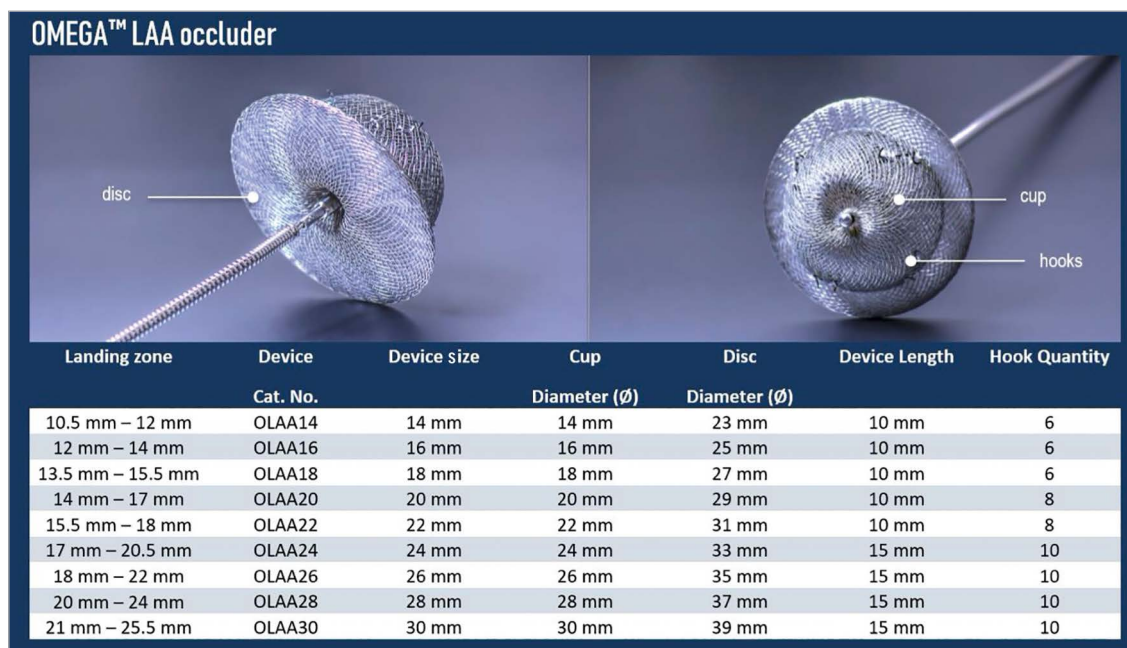 OMEGA™ LAA occluder
disc
cup
hooks
Landing zone Device Device size Cup Disc Device Length Hook Quantity
Cat. No. Diameter (Ø) Diameter (Ø)
10.5 mm – 12 mm OLAA14 14 mm 14 mm 23 mm 10 mm 6
12 mm – 14 mm OLAA16 16 mm 16 mm 25 mm 10 mm 6
13.5 mm – 15.5 mm OLAA18 18 mm 18 mm 27 mm 10 mm 6
14 mm – 17 mm OLAA20 20 mm 20 mm 29 mm 10 mm 8
15.5 mm – 18 mm OLAA22 22 mm 22 mm 31 mm 10 mm 8
17 mm – 20.5 mm OLAA24 24 mm 24 mm 33 mm 15 mm 10
18 mm – 22 mm OLAA26 26 mm 26 mm 35 mm 15 mm 10
20 mm – 24 mm OLAA28 28 mm 28 mm 37 mm 15 mm 10
21 mm – 25.5 mm OLAA30 30 mm 30 mm 39 mm 15 mm 10